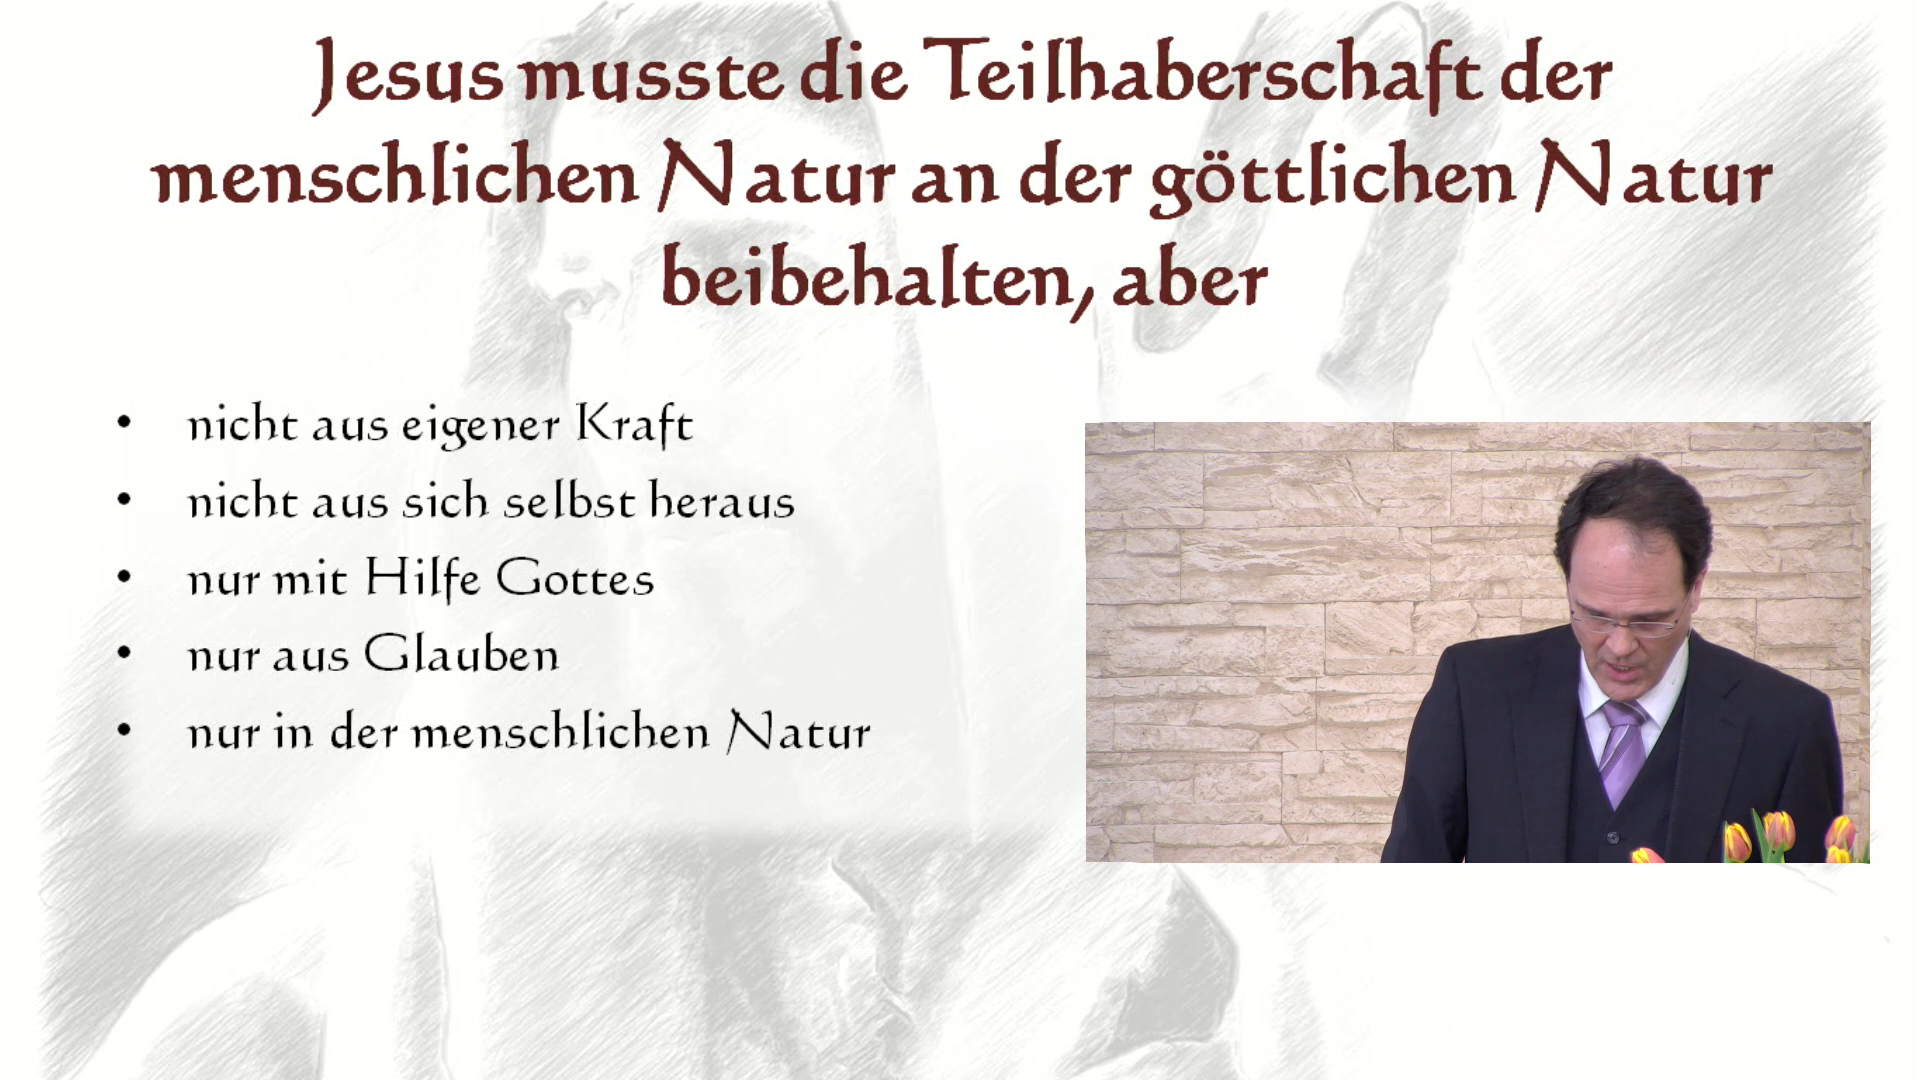 Jesus musste die Teilhaberschaft der
menschlichen Natur an der göttlichen Natur
beibehalten, aber
• nicht aus eigener Kraft
• nicht aus sich selbst heraus
• nur mit Hilfe Gottes
• nur aus Glauben
• nur in der menschlichen Natur